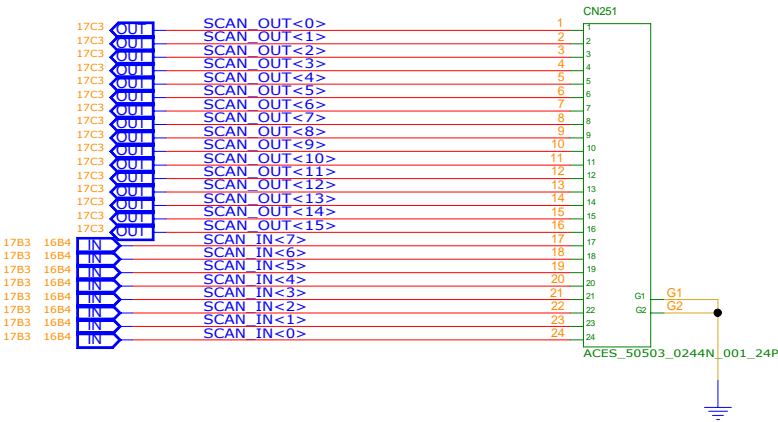 CN251
17C3 OUT SCAN_OUT<0> 1 1
17C3 OUT SCAN_OUT<1> 2 2
17C3 OUT SCAN_OUT<2> 3 3
17C3 OUT SCAN_OUT<3> 4 4
17C3 OUT SCAN_OUT<4> 5 5
17C3 OUT SCAN_OUT<5> 6 6
17C3 OUT SCAN_OUT<6> 7 7
17C3 OUT SCAN_OUT<7> 8 8
17C3 OUT SCAN_OUT<8> 9 9
17C3 OUT SCAN_OUT<9> 10 10
17C3 OUT SCAN_OUT<10> 11 11
17C3 OUT SCAN_OUT<11> 12 12
17C3 OUT SCAN_OUT<12> 13 13
17C3 OUT SCAN_OUT<13> 14 14
17C3 OUT SCAN_OUT<14> 15 15
17C3 OUT SCAN_OUT<15> 16 16
17B3 16B4 IN SCAN_IN<7> 17 17
17B3 16B4 IN SCAN_IN<6> 18 18
17B3 16B4 IN SCAN_IN<5> 19 19
17B3 16B4 IN SCAN_IN<4> 20 20
17B3 16B4 IN SCAN_IN<3> 21 21 G1 G1
17B3 16B4 IN SCAN_IN<2> 22 22 G2 G2
17B3 16B4 IN SCAN_IN<1> 23 23
17B3 16B4 IN SCAN_IN<0> 24 24
ACES_50503_0244N_001_24P